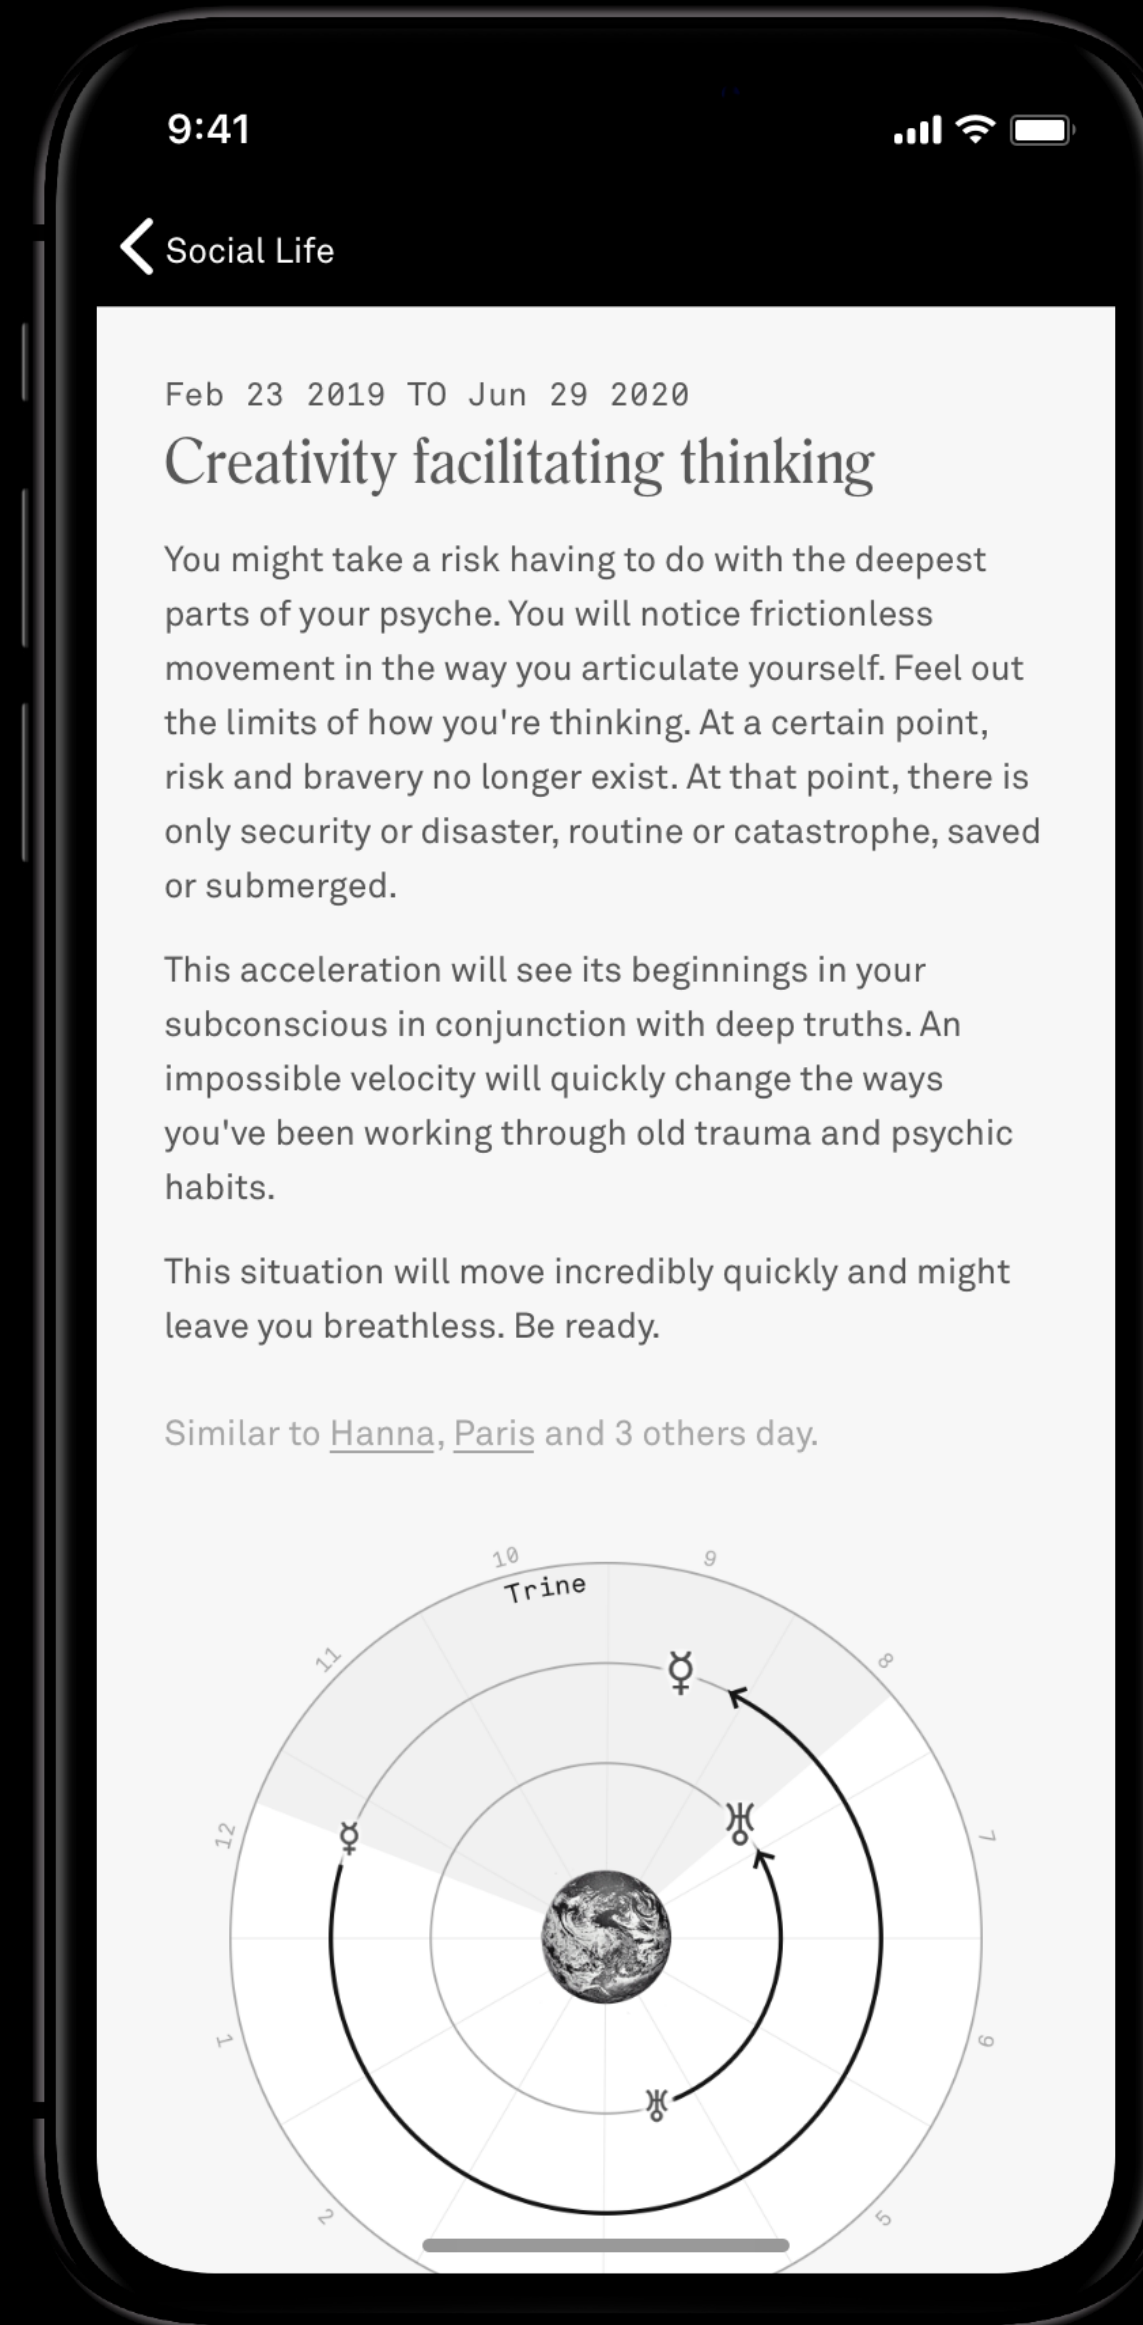 9:41
Social Life
Feb 23 2019 TO Jun 29 2020
Creativity facilitating thinking
You might take a risk having to do with the deepest
parts of your psyche. You will notice frictionless
movement in the way you articulate yourself. Feel out
the limits of how you're thinking. At a certain point,
risk and bravery no longer exist. At that point, there is
only security or disaster, routine or catastrophe, saved
or submerged.
This acceleration will see its beginnings in your
subconscious in conjunction with deep truths. An
impossible velocity will quickly change the ways
you've been working through old trauma and psychic
habits.
This situation will move incredibly quickly and might
leave you breathless. Be ready.
Similar to Hanna, Paris and 3 others day.
10
9
Trine
11
8
☿
♅
12
☿
7
1
6
♅
2
5